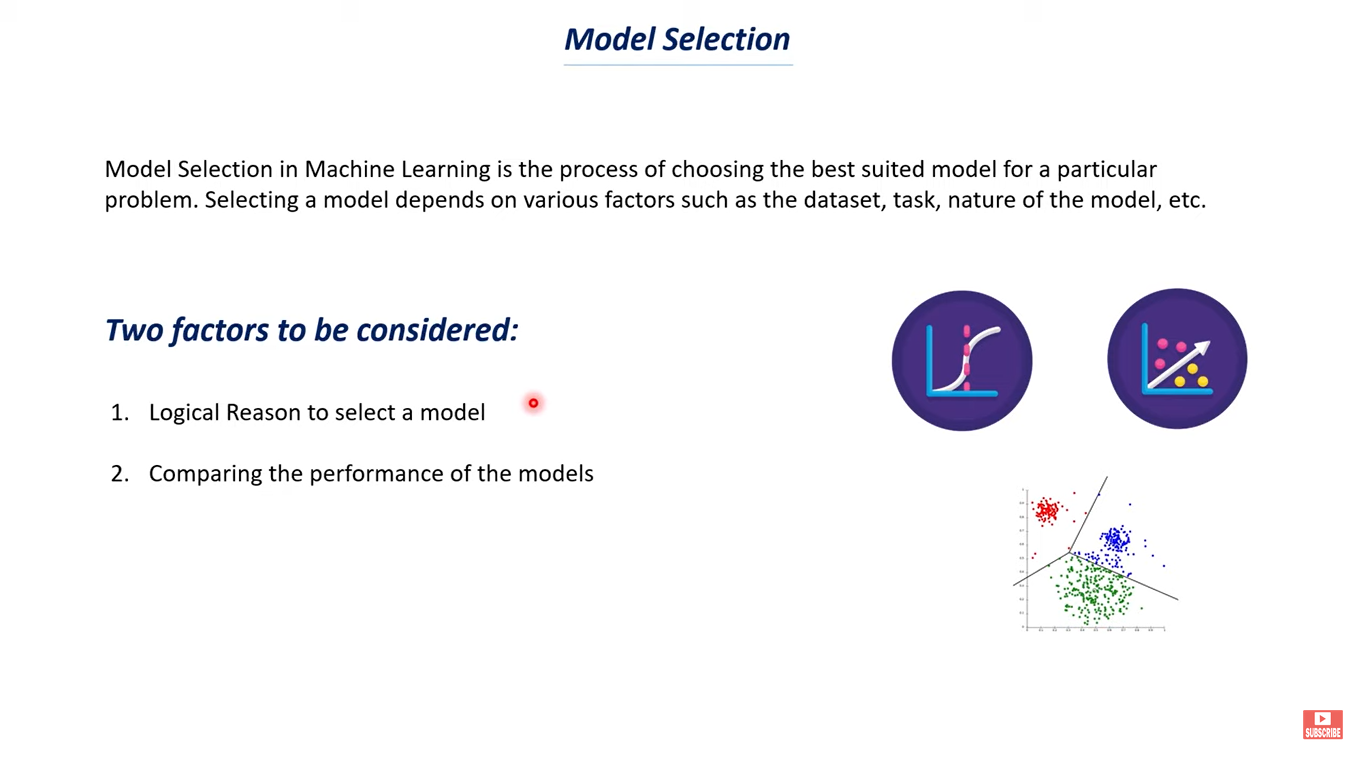 Model Selection
Model Selection in Machine Learning is the process of choosing the best suited model for a particular
problem. Selecting a model depends on various factors such as the dataset, task, nature of the model, etc.
Two factors to be considered:
1. Logical Reason to select a model
2. Comparing the performance of the models
SUBSCRIBE